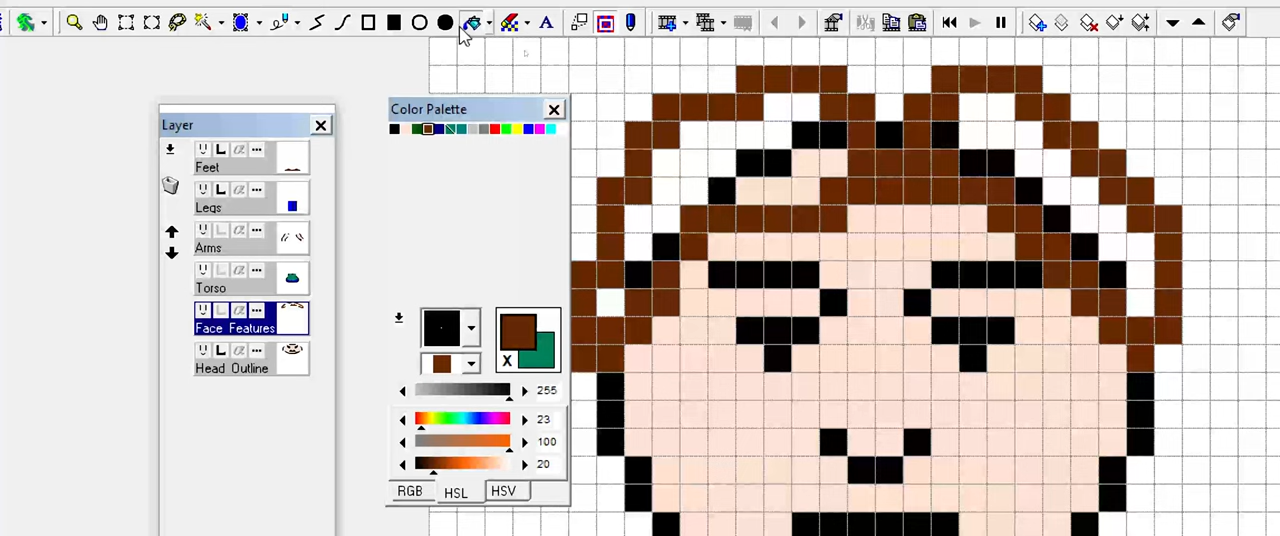 A
Layer
Feet
Legs
Arms
Torso
Face Features
Head Outline
Color Palette
X
255
23
100
20
RGB
HSL
HSV